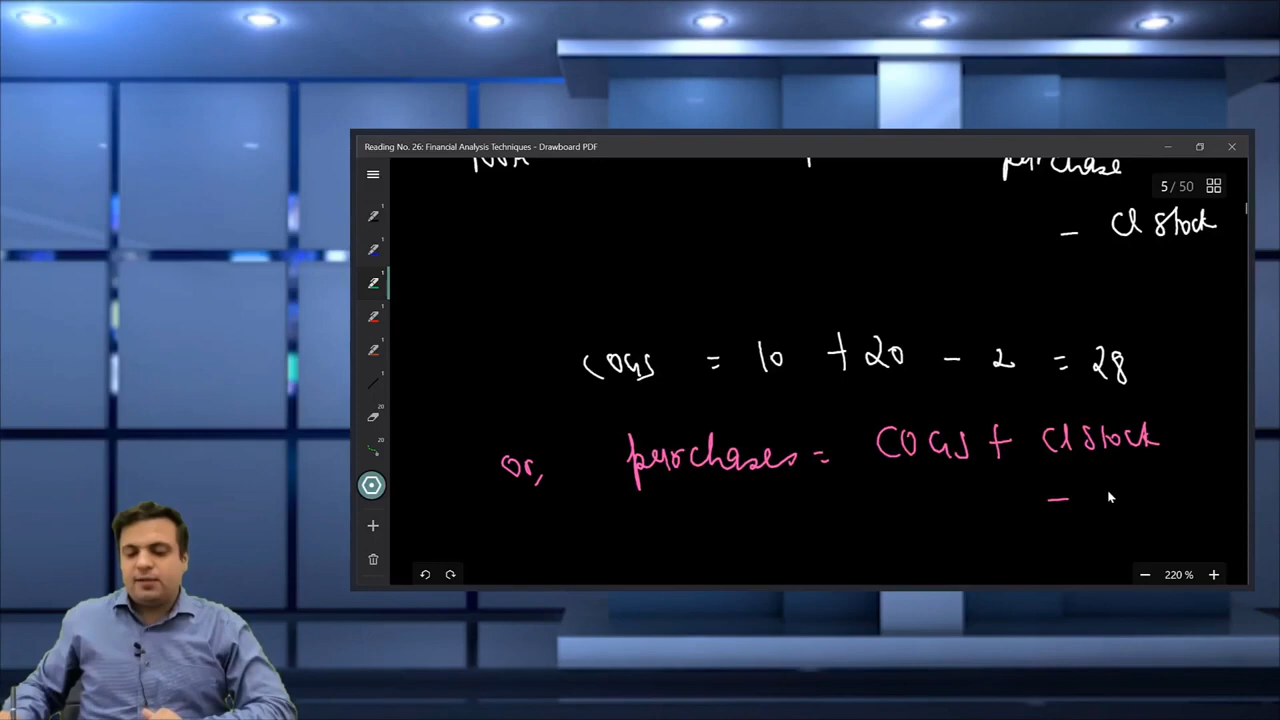 Reading No. 26: Financial Analysis Techniques - Drawboard PDF
purchase
5 / 50
- Cl Stock
COGS = 10 + 20 - 2 = 28
or, purchases = COGS + Cl Stock
-
220 %